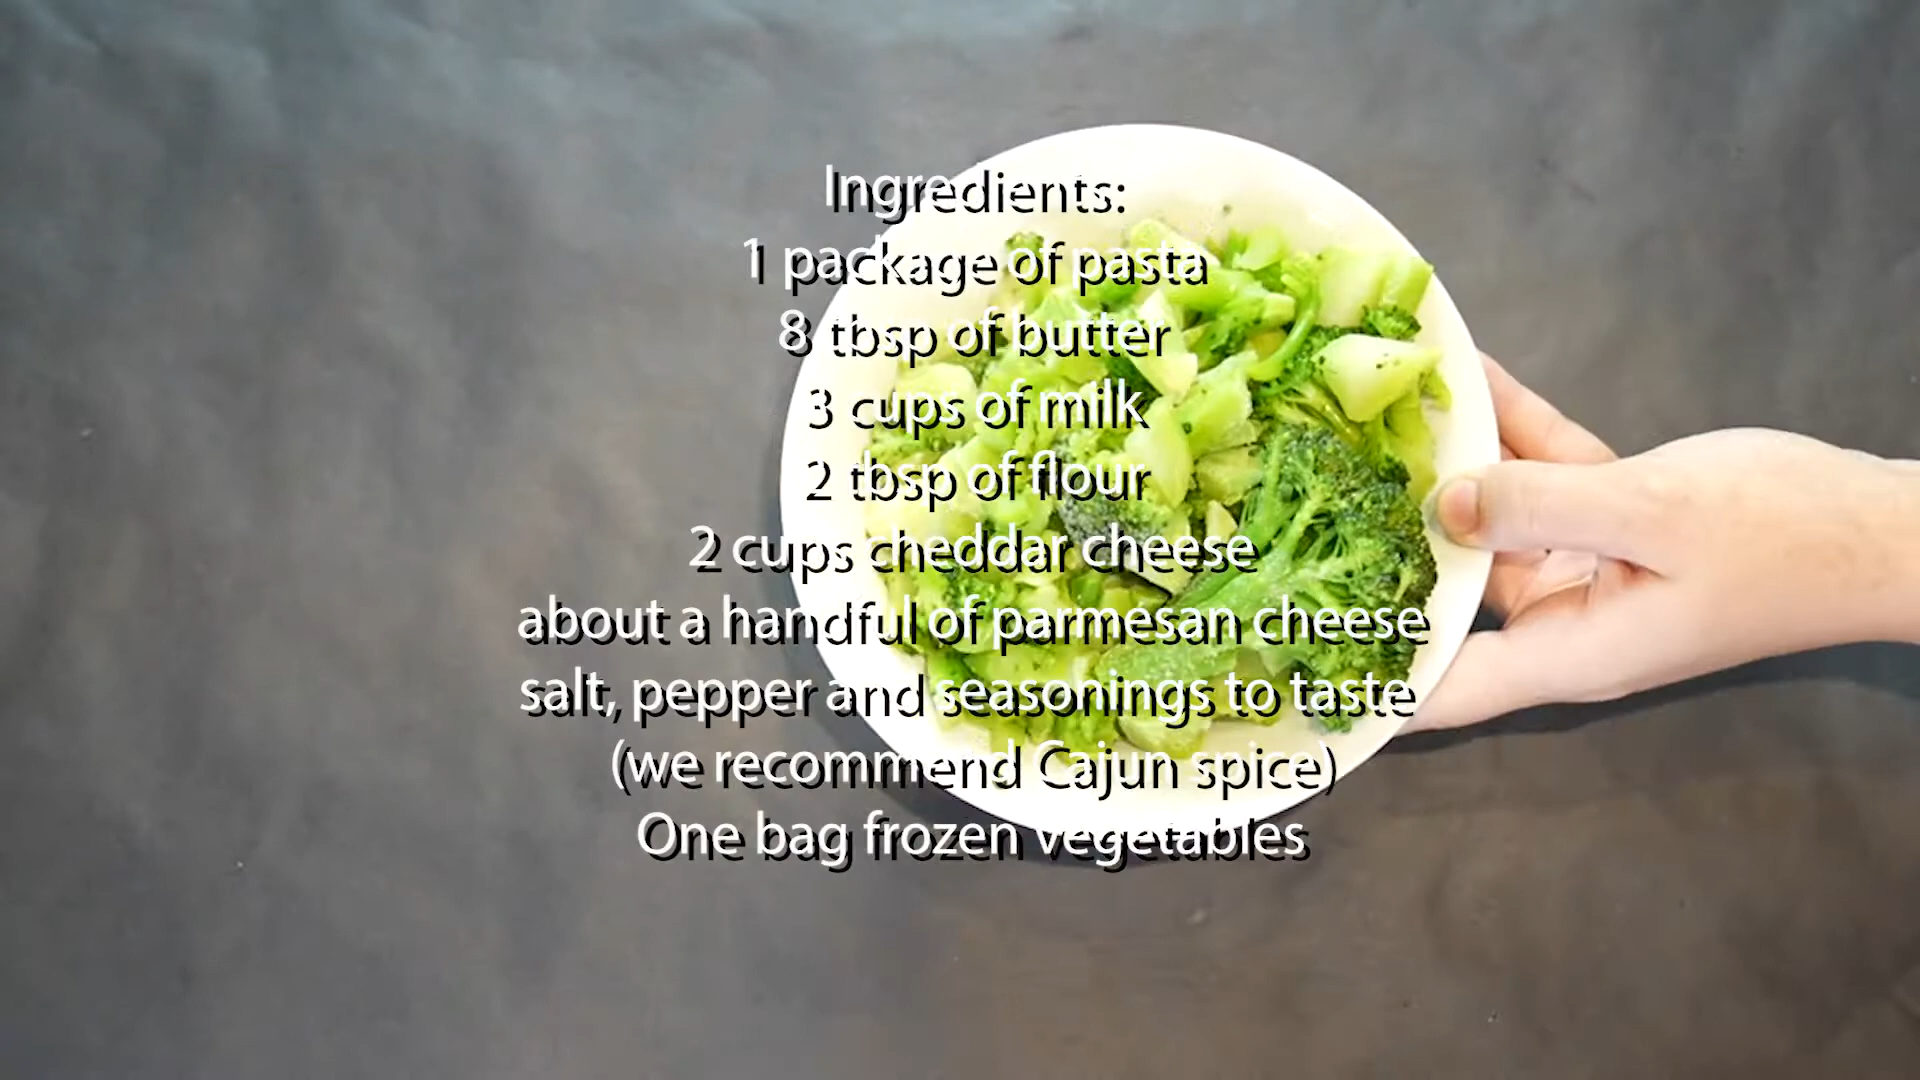 Ingredients:
1 package of pasta
8 tbsp of butter
3 cups of milk
2 tbsp of flour
2 cups cheddar cheese
about a handful of parmesan cheese
salt, pepper and seasonings to taste
(we recommend Cajun spice)
One bag frozen vegetables